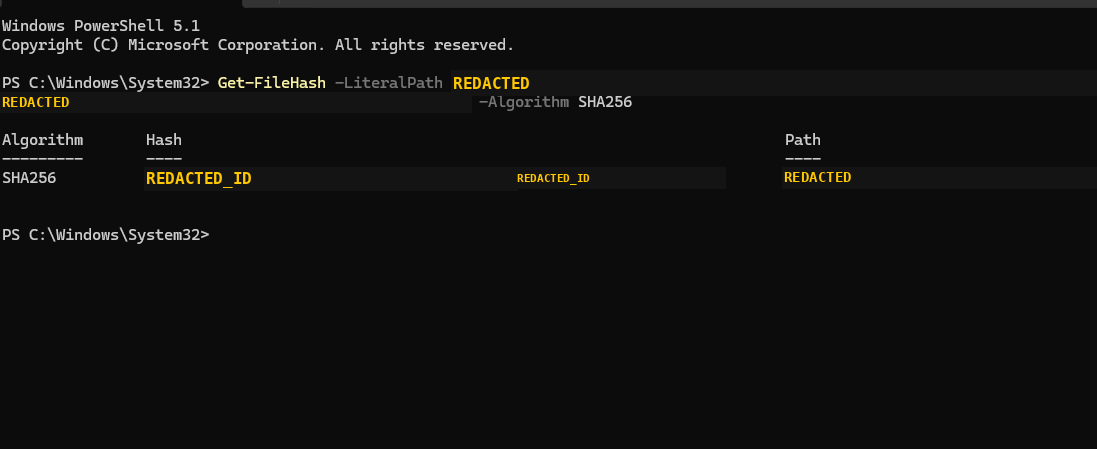 Windows PowerShell 5.1
Copyright (C) Microsoft Corporation. All rights reserved.
PS C:\Windows\System32> Get-FileHash -LiteralPath REDACTED
REDACTED -Algorithm SHA256
Algorithm Hash Path
--------- ---- ----
SHA256 REDACTED_ID REDACTED_ID REDACTED
PS C:\Windows\System32>